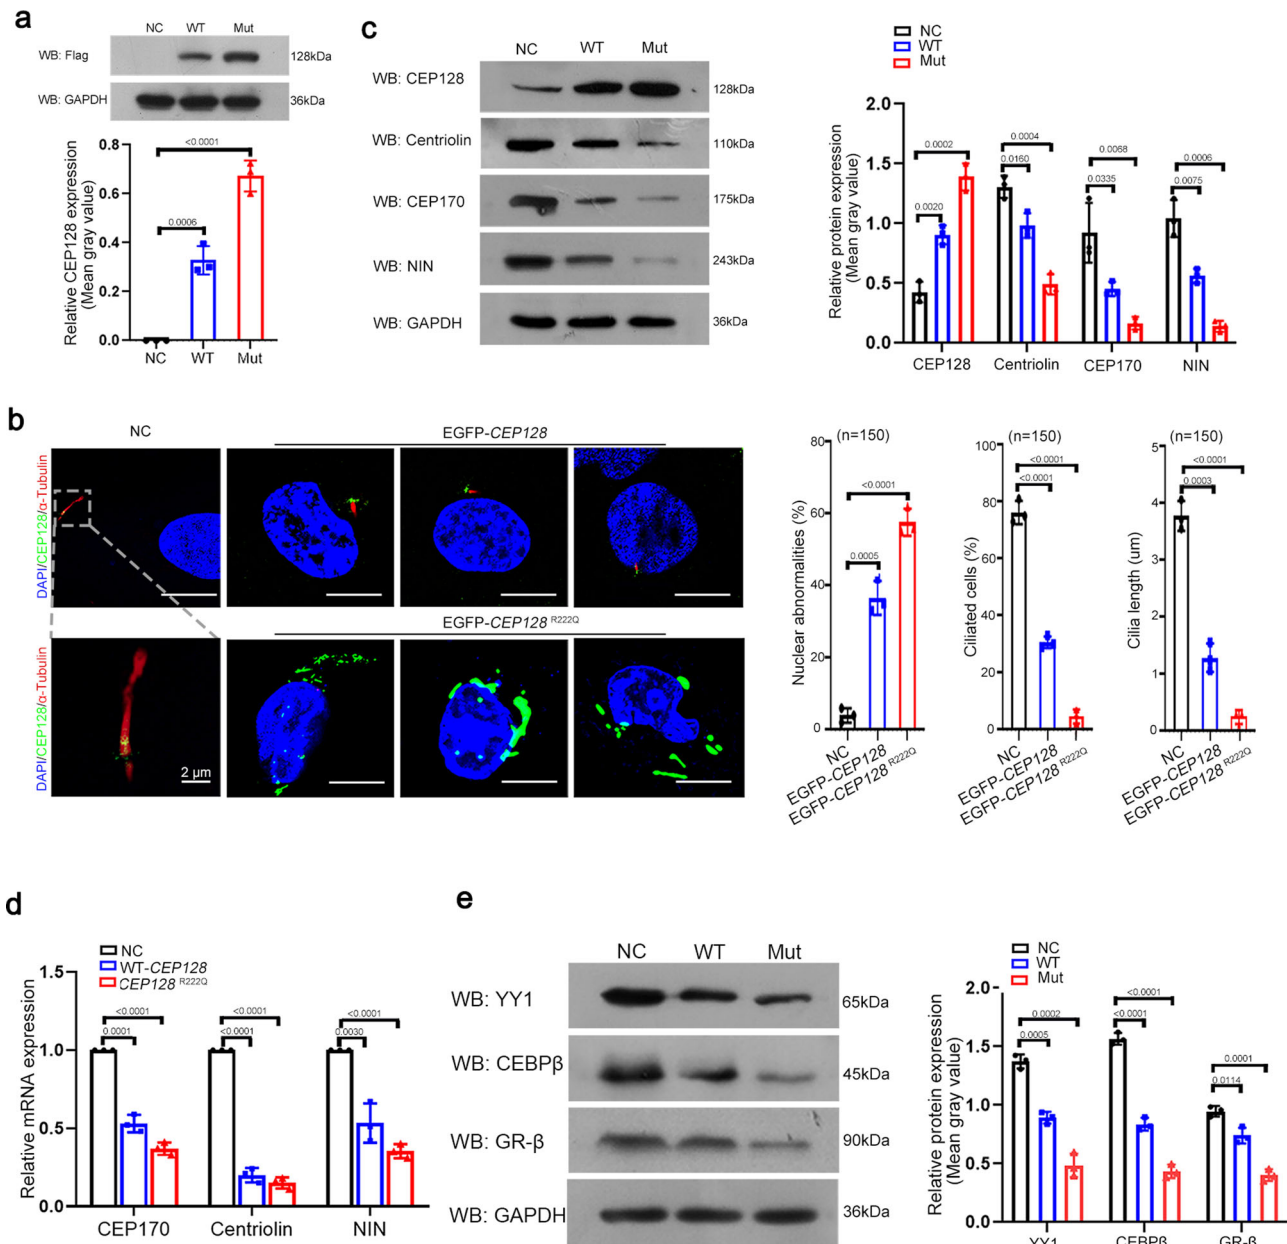 a
NC WT Mut
WB: Flag 128kDa
WB: GAPDH 36kDa
Relative CEP128 expression
(Mean gray value)
0.8
0.6
0.4
0.2
0.0
<0.0001
0.0006
NC WT Mut
c
NC WT Mut
WB: CEP128 128kDa
WB: Centriolin 110kDa
WB: CEP170 175kDa
WB: NIN 243kDa
WB: GAPDH 36kDa
NC
WT
Mut
Relative protein expression
(Mean gray value)
2.0
1.5
1.0
0.5
0.0
0.0002
0.0020
0.0004
0.0160
0.0068
0.0335
0.0006
0.0075
CEP128 Centriolin CEP170 NIN
b
NC EGFP-CEP128
DAPI/CEP128/α-Tubulin
EGFP-CEP128 R222Q
DAPI/CEP128/α-Tubulin
2 μm
(n=150)
Nuclear abnormalities (%)
80
60
40
20
0
<0.0001
0.0005
NC
EGFP-CEP128
EGFP-CEP128 R222Q
(n=150)
Ciliated cells (%)
100
80
60
40
20
0
<0.0001
<0.0001
NC
EGFP-CEP128
EGFP-CEP128 R222Q
(n=150)
Cilia length (um)
5
4
3
2
1
0
<0.0001
0.0003
NC
EGFP-CEP128
EGFP-CEP128 R222Q
d
NC
WT-CEP128
CEP128 R222Q
Relative mRNA expression
1.5
1.0
0.5
0.0
<0.0001
0.0001
<0.0001
<0.0001
<0.0001
0.0030
CEP170 Centriolin NIN
e
NC WT Mut
WB: YY1 65kDa
WB: CEBPβ 45kDa
WB: GR-β 90kDa
WB: GAPDH 36kDa
NC
WT
Mut
Relative protein expression
(Mean gray value)
2.0
1.5
1.0
0.5
0.0
0.0002
0.0005
<0.0001
<0.0001
0.0001
0.0114
YY1 CEBPβ GR-β